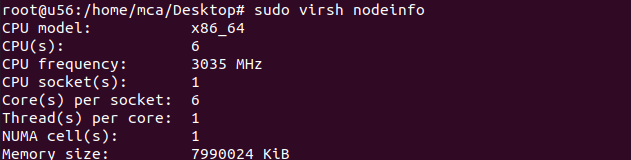 root@u56:/home/mca/Desktop# sudo virsh nodeinfo
CPU model:           x86_64
CPU(s):              6
CPU frequency:       3035 MHz
CPU socket(s):       1
Core(s) per socket:  6
Thread(s) per core:  1
NUMA cell(s):        1
Memory size:         7990024 KiB